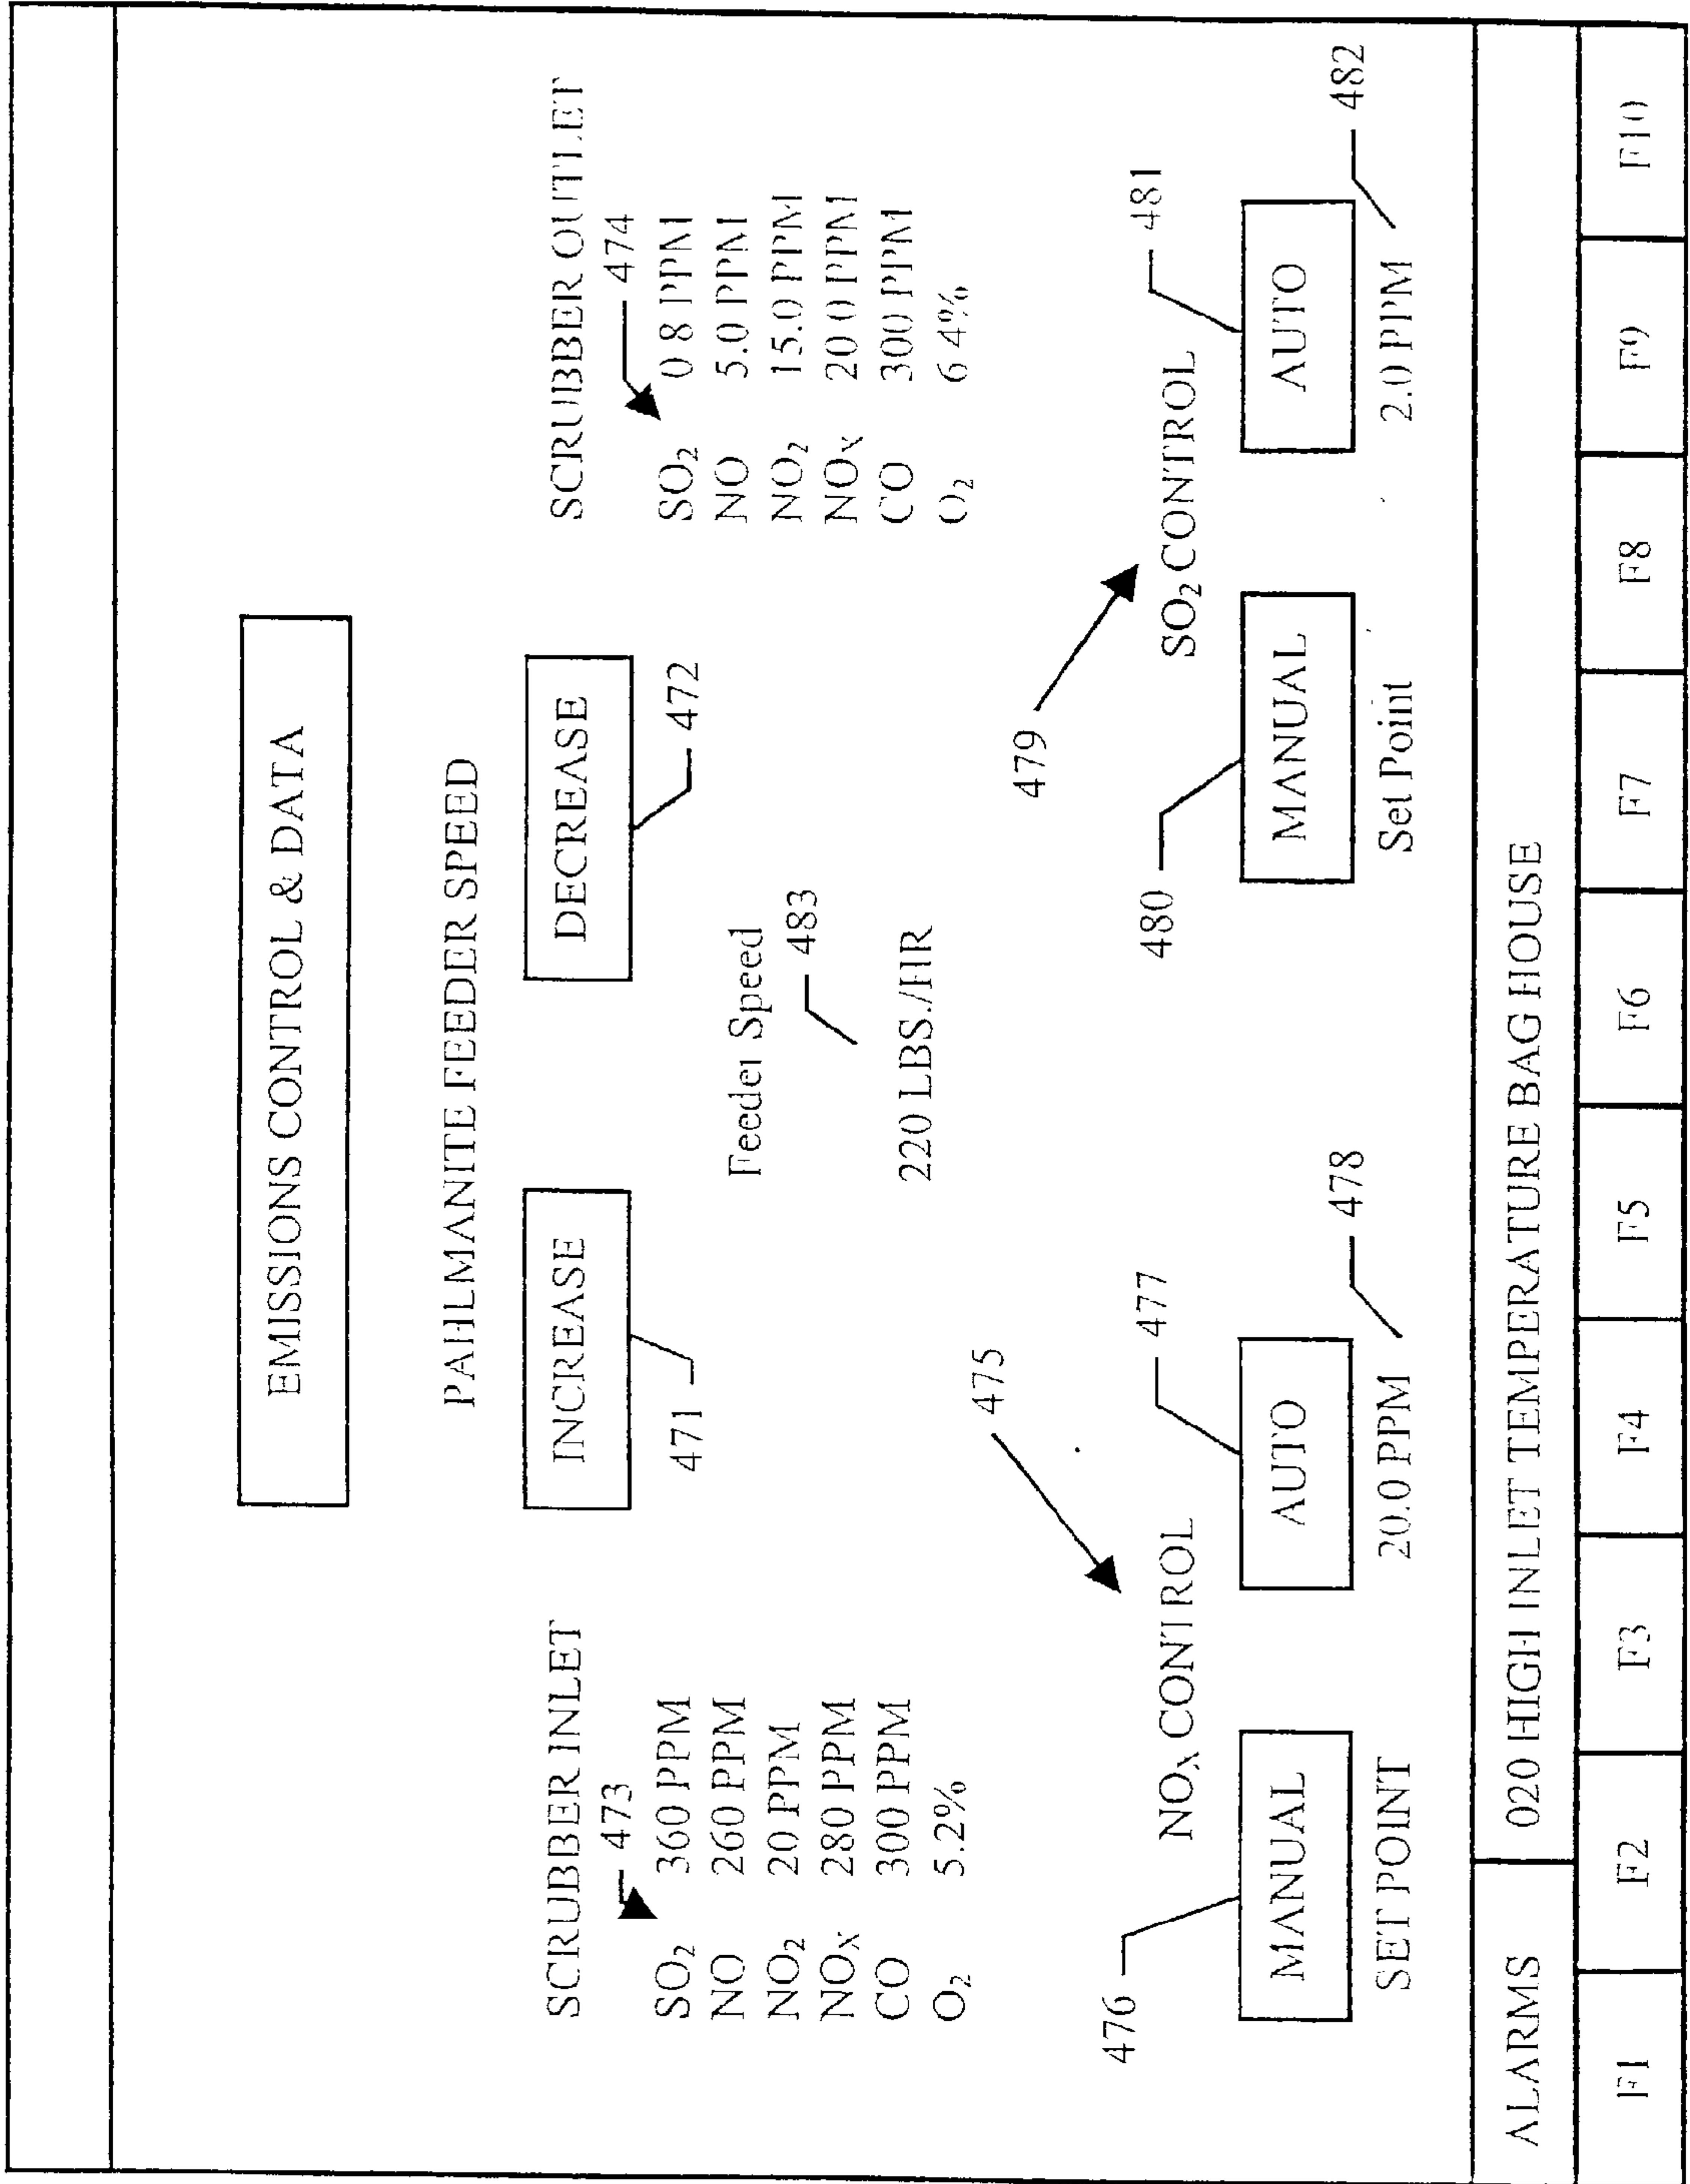 EMISSIONS CONTROL & DATA
PAHLMANITE FEEDER SPEED
SCRUBBER INLET
473
SO₂ 360 PPM
NO 260 PPM
NO₂ 20 PPM
NOX 280 PPM
CO 300 PPM
O₂ 5.2%
INCREASE
471
DECREASE
472
Feeder Speed
483
220 LBS./HR
SCRUBBER OUTLET
474
SO₂ 0.8 PPM
NO 5.0 PPM
NO₂ 15.0 PPM
NOX 20.0 PPM
CO 300 PPM
O₂ 6.4%
475
NOX CONTROL
476
MANUAL
477
AUTO
SET POINT
20.0 PPM
478
479
SO₂ CONTROL
480
MANUAL
481
AUTO
Set Point
2.0 PPM
482
ALARMS 020 HIGH INLET TEMPERATURE BAG HOUSE
F1 F2 F3 F4 F5 F6 F7 F8 F9 F10